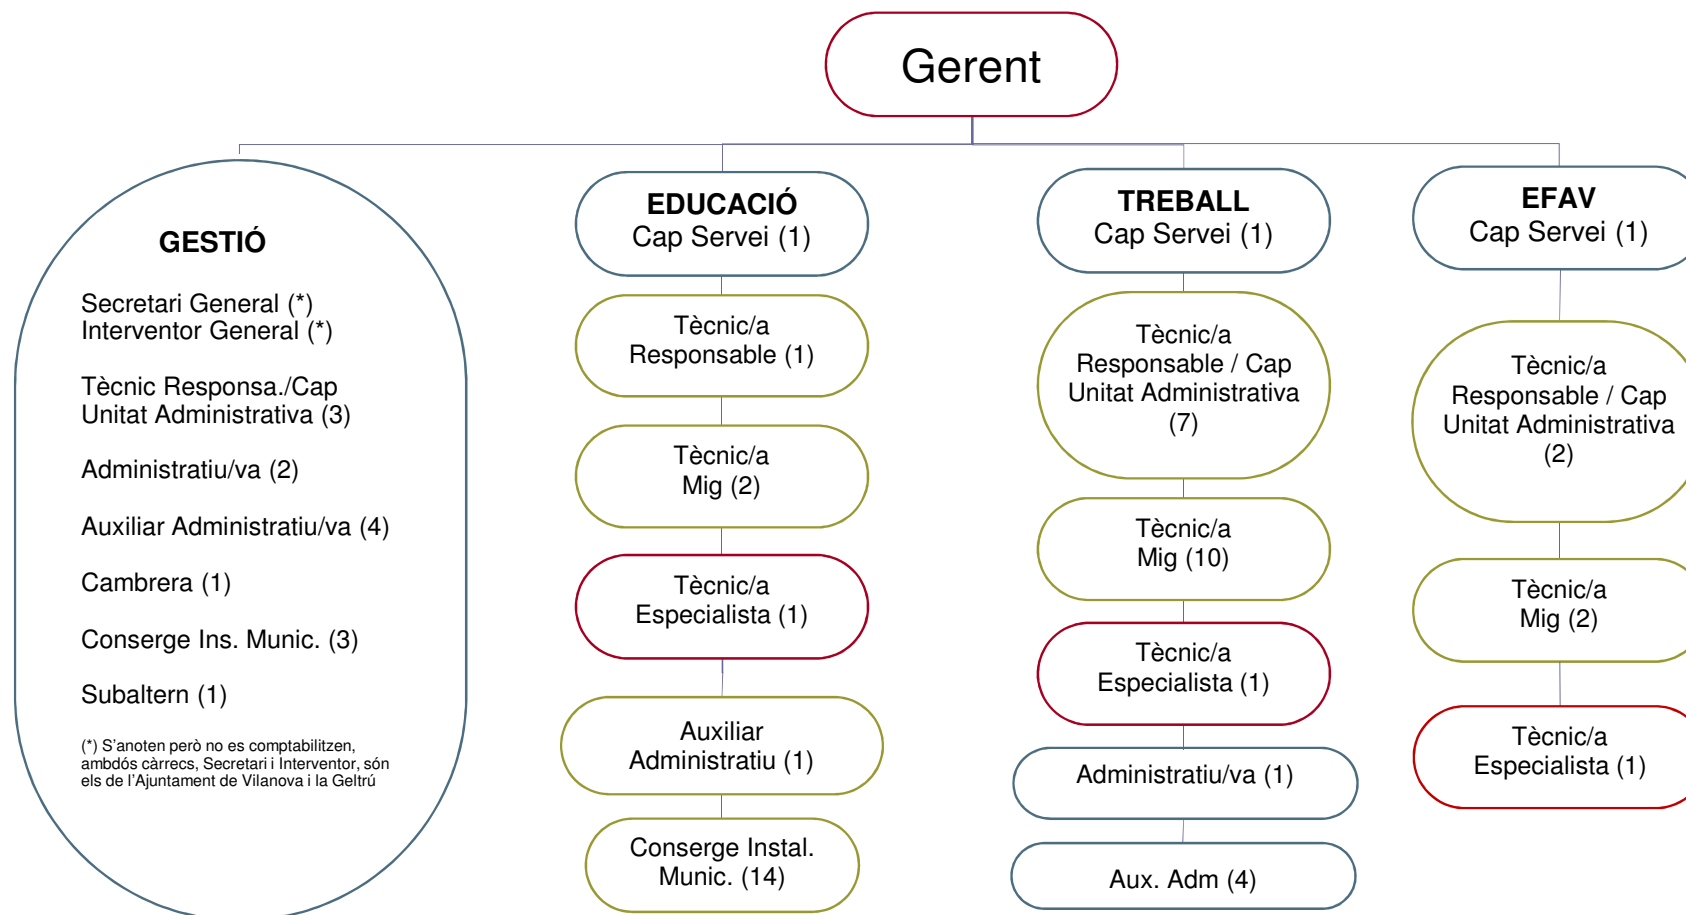 Gerent
GESTIÓ
Secretari General (*)
Interventor General (*)
Tècnic Responsa./Cap
Unitat Administrativa (3)
Administratiu/va (2)
Auxiliar Administratiu/va (4)
Cambrera (1)
Conserge Ins. Munic. (3)
Subaltern (1)
(*) S’anoten però no es comptabilitzen,
ambdós càrrecs, Secretari i Interventor, són
els de l’Ajuntament de Vilanova i la Geltrú
EDUCACIÓ
Cap Servei (1)
Tècnic/a
Responsable (1)
Tècnic/a
Mig (2)
Tècnic/a
Especialista (1)
Auxiliar
Administratiu (1)
Conserge Instal.
Munic. (14)
TREBALL
Cap Servei (1)
Tècnic/a
Responsable / Cap
Unitat Administrativa
(7)
Tècnic/a
Mig (10)
Tècnic/a
Especialista (1)
Administratiu/va (1)
Aux. Adm (4)
EFAV
Cap Servei (1)
Tècnic/a
Responsable / Cap
Unitat Administrativa
(2)
Tècnic/a
Mig (2)
Tècnic/a
Especialista (1)